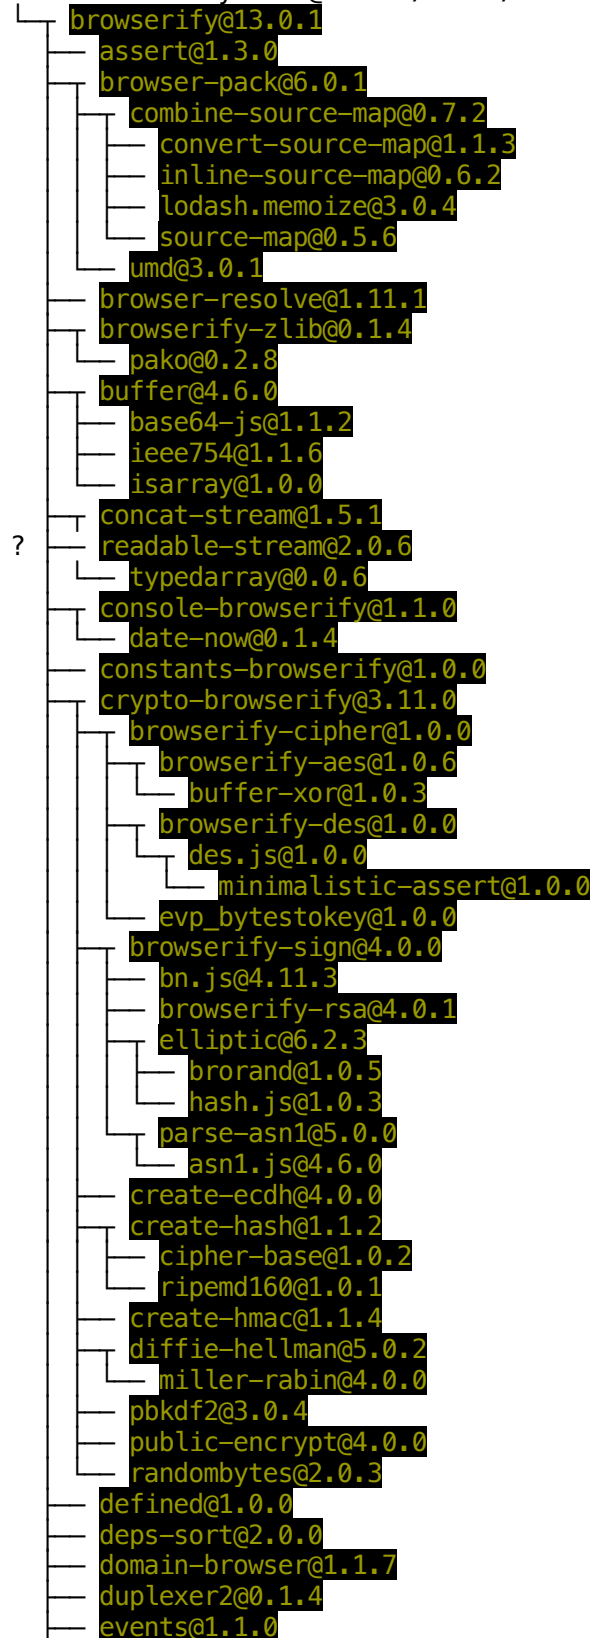 └─┬ browserify@13.0.1
  ├── assert@1.3.0
  ├─┬ browser-pack@6.0.1
  │ ├─┬ combine-source-map@0.7.2
  │ │ ├── convert-source-map@1.1.3
  │ │ ├── inline-source-map@0.6.2
  │ │ ├── lodash.memoize@3.0.4
  │ │ └── source-map@0.5.6
  │ └── umd@3.0.1
  ├── browser-resolve@1.11.1
  ├─┬ browserify-zlib@0.1.4
  │ └── pako@0.2.8
  ├─┬ buffer@4.6.0
  │ ├── base64-js@1.1.2
  │ ├── ieee754@1.1.6
  │ └── isarray@1.0.0
  ├─┬ concat-stream@1.5.1
? ├── readable-stream@2.0.6
  │ └── typedarray@0.0.6
  ├─┬ console-browserify@1.1.0
  │ └── date-now@0.1.4
  ├── constants-browserify@1.0.0
  ├─┬ crypto-browserify@3.11.0
  │ ├─┬ browserify-cipher@1.0.0
  │ │ ├─┬ browserify-aes@1.0.6
  │ │ │ └── buffer-xor@1.0.3
  │ │ ├─┬ browserify-des@1.0.0
  │ │ │ └─┬ des.js@1.0.0
  │ │ │   └── minimalistic-assert@1.0.0
  │ │ └── evp_bytestokey@1.0.0
  │ ├─┬ browserify-sign@4.0.0
  │ │ ├── bn.js@4.11.3
  │ │ ├── browserify-rsa@4.0.1
  │ │ ├─┬ elliptic@6.2.3
  │ │ │ ├── brorand@1.0.5
  │ │ │ └── hash.js@1.0.3
  │ │ └─┬ parse-asn1@5.0.0
  │ │   └── asn1.js@4.6.0
  │ ├── create-ecdh@4.0.0
  │ ├─┬ create-hash@1.1.2
  │ │ ├── cipher-base@1.0.2
  │ │ └── ripemd160@1.0.1
  │ ├── create-hmac@1.1.4
  │ ├─┬ diffie-hellman@5.0.2
  │ │ └── miller-rabin@4.0.0
  │ ├── pbkdf2@3.0.4
  │ ├── public-encrypt@4.0.0
  │ └── randombytes@2.0.3
  ├── defined@1.0.0
  ├── deps-sort@2.0.0
  ├── domain-browser@1.1.7
  ├── duplexer2@0.1.4
  ├── events@1.1.0